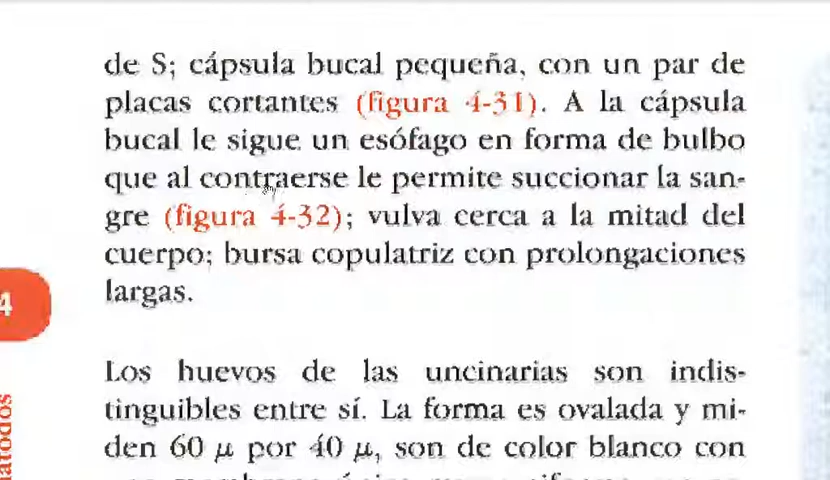 de S; cápsula bucal pequeña, con un par de
placas cortantes (figura 4-31). A la cápsula
bucal le sigue un esófago en forma de bulbo
que al contraerse le permite succionar la san-
gre (figura 4-32); vulva cerca a la mitad del
cuerpo; bursa copulatriz con prolongaciones
largas.
4
Los huevos de las uncinarias son indis-
tinguibles entre sí. La forma es ovalada y mi-
den 60 μ por 40 μ, son de color blanco con